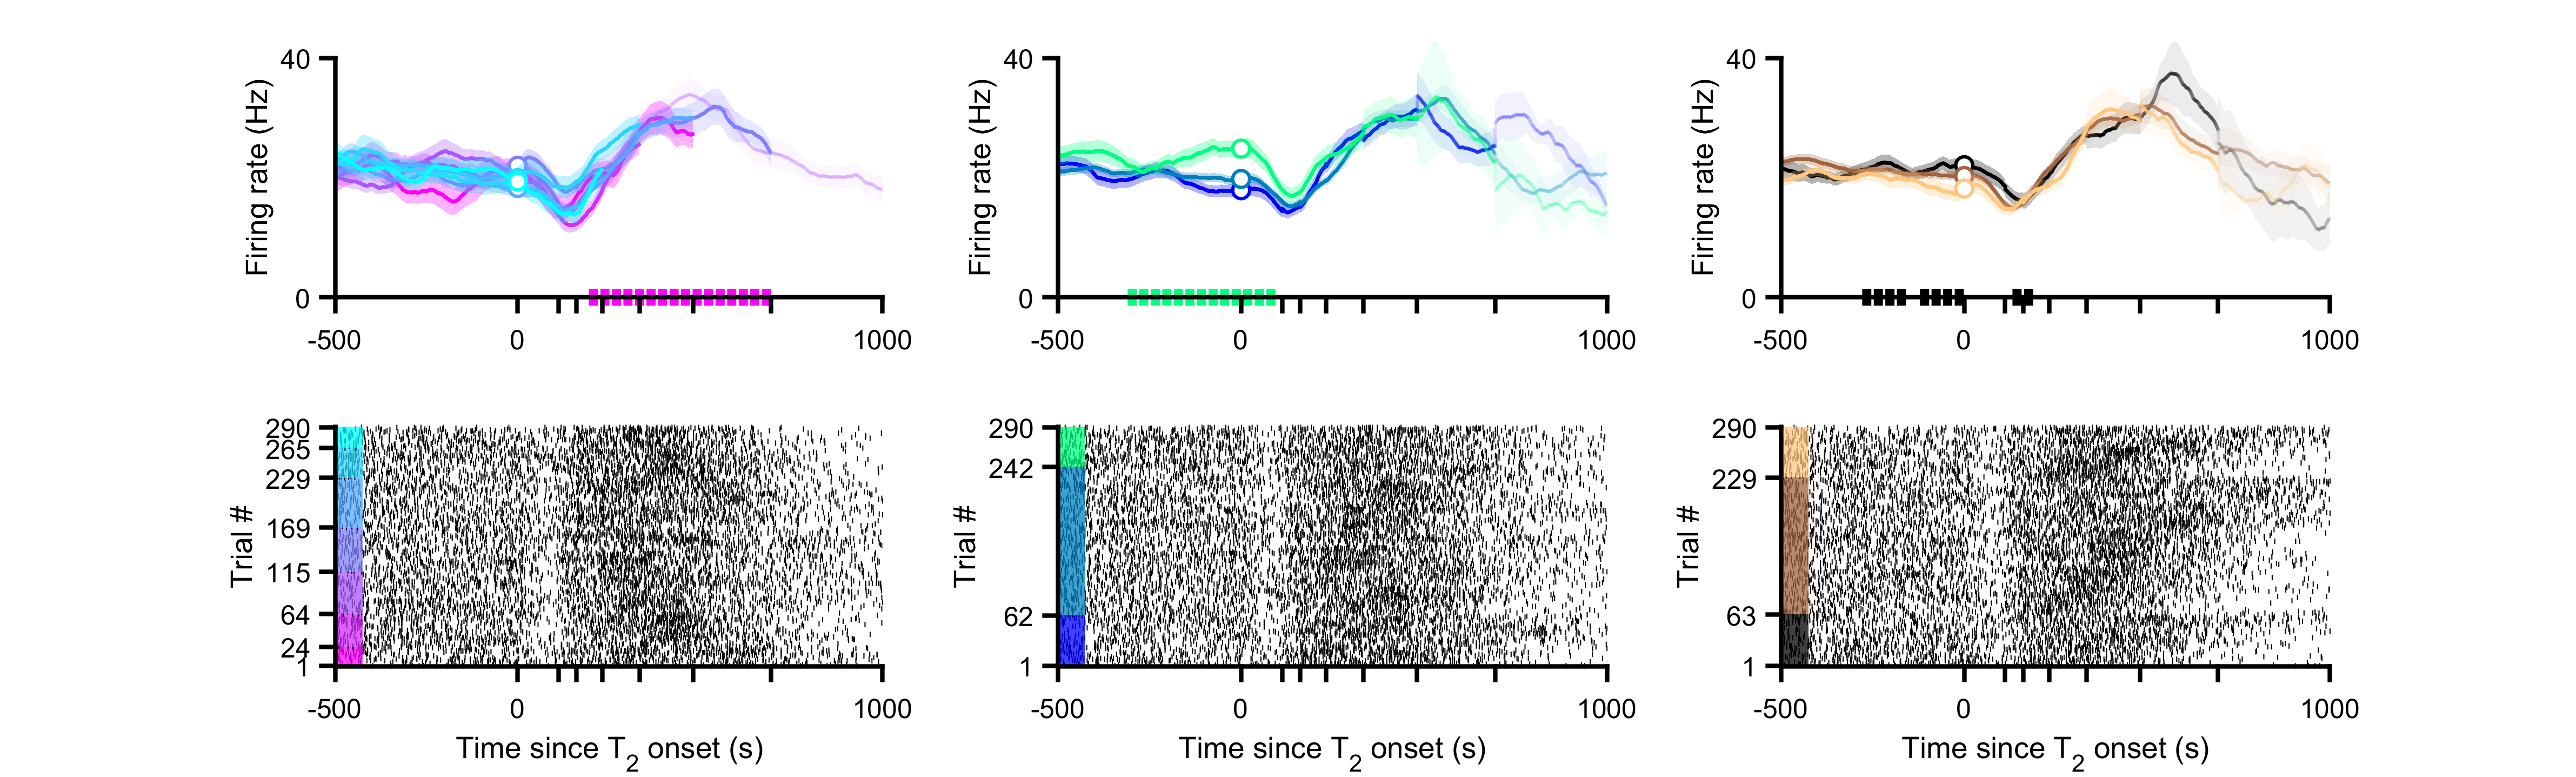 40
Firing rate (Hz)
0
-500 0 1000
40
Firing rate (Hz)
0
-500 0 1000
40
Firing rate (Hz)
0
-500 0 1000
290
265
229
169
115
64
24
1
Trial #
-500 0 1000
Time since T2 onset (s)
290
242
62
1
Trial #
-500 0 1000
Time since T2 onset (s)
290
229
63
1
Trial #
-500 0 1000
Time since T2 onset (s)